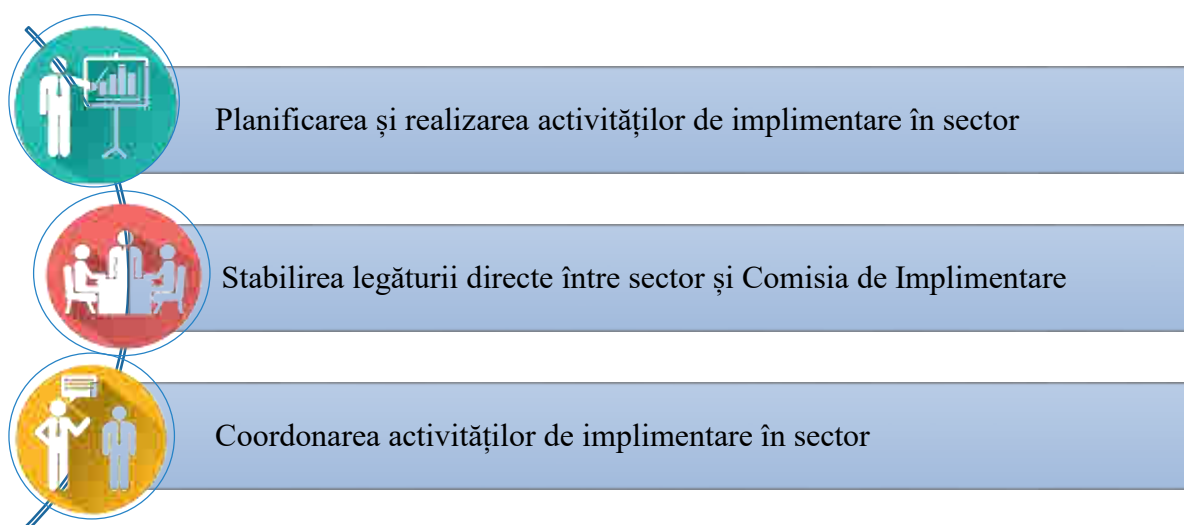 Planificarea și realizarea activităților de implimentare în sector
Stabilirea legăturii directe între sector și Comisia de Implimentare
Coordonarea activităților de implimentare în sector